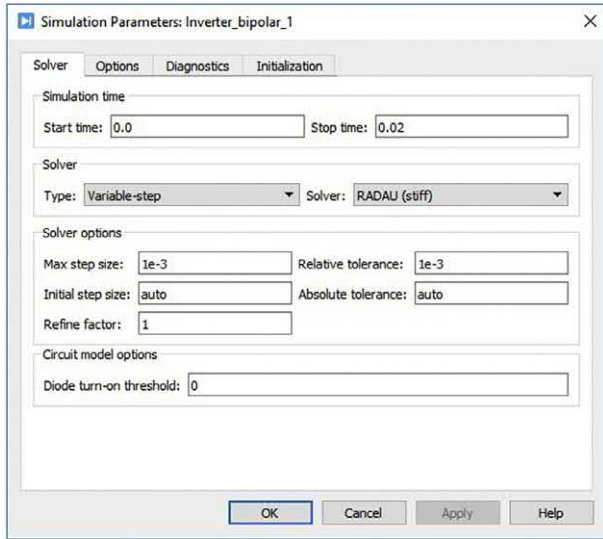 Simulation Parameters: Inverter_bipolar_1
Solver Options Diagnostics Initialization
Simulation time
Start time: 0.0 Stop time: 0.02
Solver
Type: Variable-step Solver: RADAU (stiff)
Solver options
Max step size: 1e-3 Relative tolerance: 1e-3
Initial step size: auto Absolute tolerance: auto
Refine factor: 1
Circuit model options
Diode turn-on threshold: 0
OK Cancel Apply Help